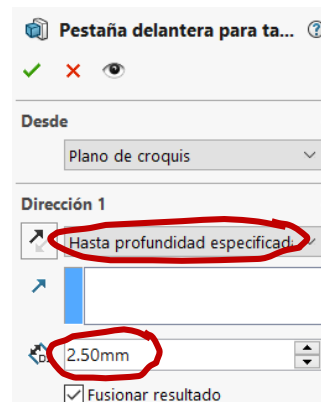 Pestaña delantera para ta...
Desde
Plano de croquis
Dirección 1
Hasta profundidad especificad
2.50mm
Fusionar resultado